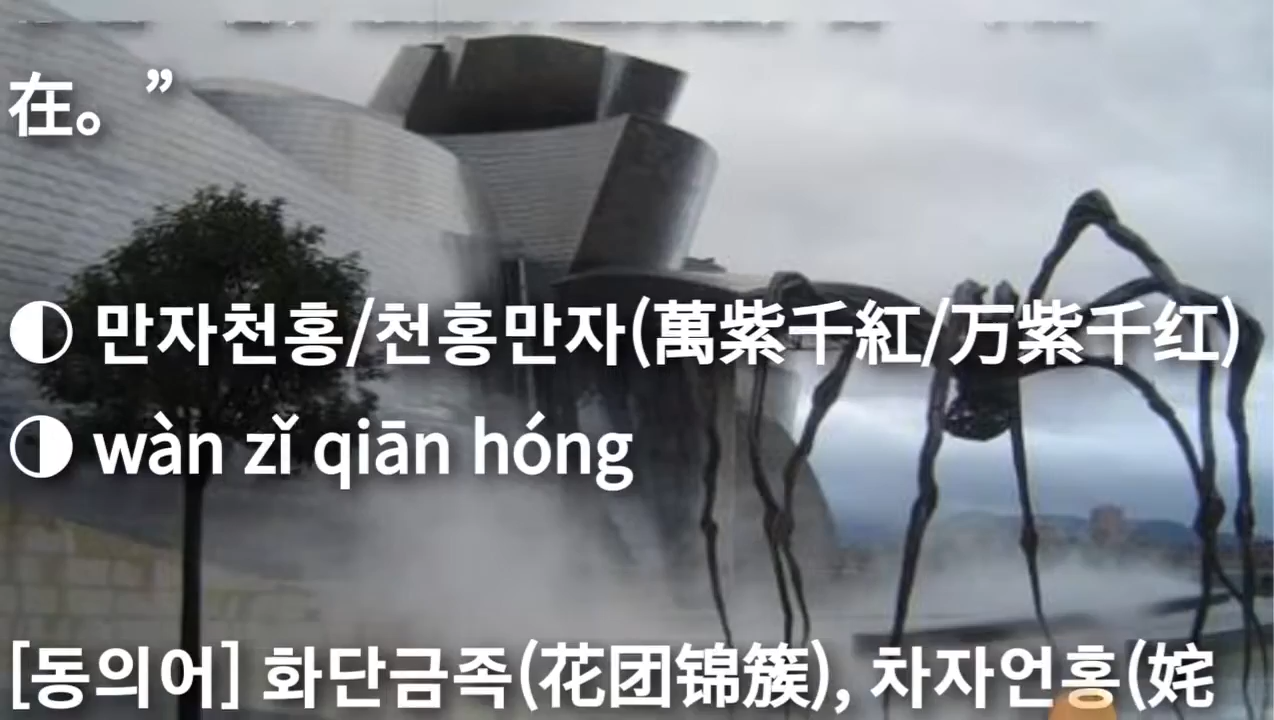 在。”
◐ 만자천홍/천홍만자(萬紫千紅/万紫千红)
◑ wàn zǐ qiān hóng
[동의어] 화단금족(花团锦簇), 차자언홍(姹